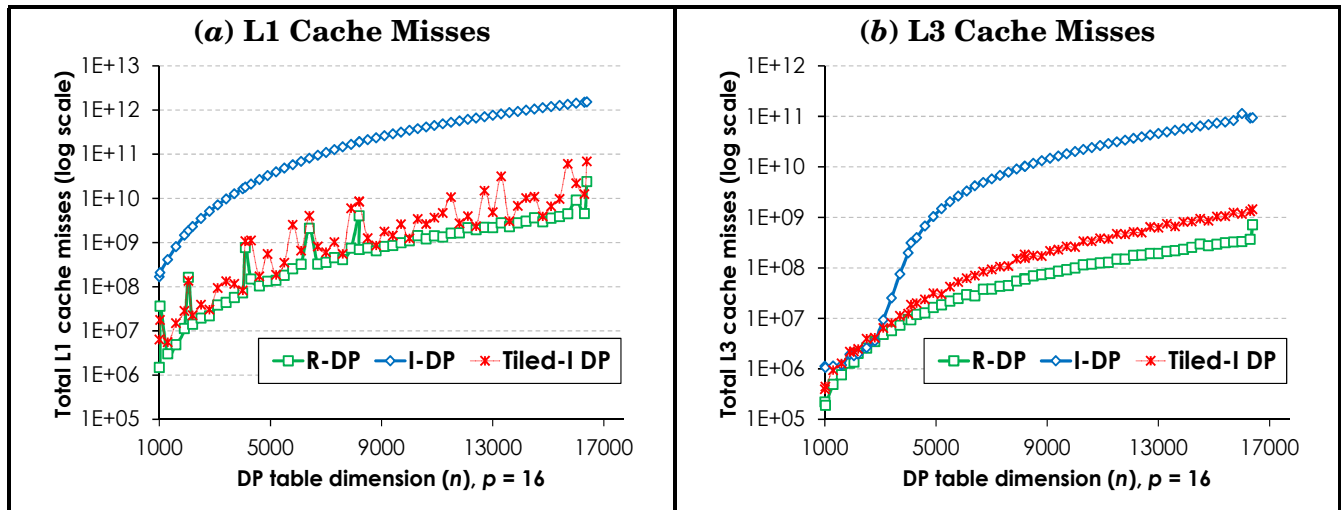 (a) L1 Cache Misses
Total L1 cache misses (log scale)
1E+13
1E+12
1E+11
1E+10
1E+09
1E+08
1E+07
1E+06
1E+05
R-DP I-DP Tiled-I DP
1000 5000 9000 13000 17000
DP table dimension (n), p = 16
(b) L3 Cache Misses
Total L3 cache misses (log scale)
1E+12
1E+11
1E+10
1E+09
1E+08
1E+07
1E+06
1E+05
R-DP I-DP Tiled-I DP
1000 5000 9000 13000 17000
DP table dimension (n), p = 16